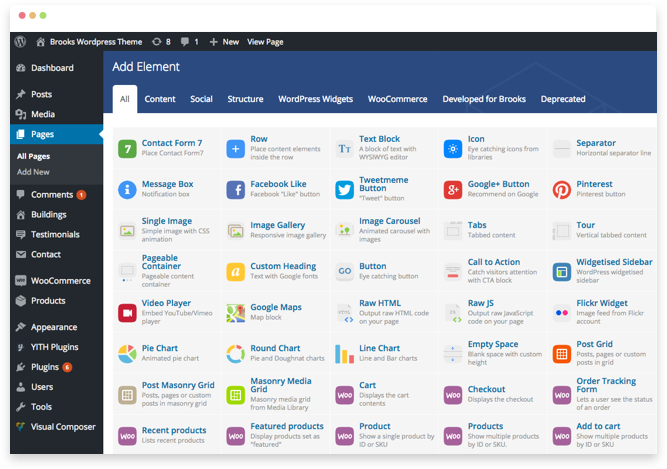 Brooks Wordpress Theme 8 1 + New View Page
Dashboard
Posts
Media
Pages
All Pages
Add New
Comments 1
Buildings
Testimonials
Contact
WooCommerce
Products
Appearance
YITH Plugins
Plugins 6
Users
Tools
Visual Composer
Add Element
All Content Social Structure WordPress Widgets WooCommerce Developed for Brooks Deprecated
7
Contact Form 7
Place Contact Form7
Row
Place content elements
inside the row
TT
Text Block
A block of text with
WYSIWYG editor
Icon
Eye catching icons from
libraries
Separator
Horizontal separator line
i
Message Box
Notification box
f
Facebook Like
Facebook "Like" button
Tweetmeme
Button
"Tweet" button
g+
Google+ Button
Recommend on Google
Pinterest
Pinterest button
Single Image
Simple image with CSS
animation
Image Gallery
Responsive image gallery
Image Carousel
Animated carousel with
images
Tabs
Tabbed content
Tour
Vertical tabbed content
Pageable
Container
Pageable content
container
a
Custom Heading
Text with Google fonts
GO
Button
Eye catching button
Call to Action
Catch visitors attention
with CTA block
Widgetised Sidebar
WordPress widgetised
sidebar
Video Player
Embed YouTube/Vimeo
player
Google Maps
Map block
Raw HTML
Output raw HTML code
on your page
JS
Raw JS
Output raw JavaScript
code on your page
Flickr Widget
Image feed from Flickr
account
Pie Chart
Animated pie chart
Round Chart
Pie and Doughnat charts
Line Chart
Line and Bar charts
Empty Space
Blank space with custom
height
Post Grid
Posts, pages or custom
posts in grid
Post Masonry Grid
Posts, pages or custom
posts in masonry grid
Masonry Media
Grid
Masonry media grid
from Media Library
Woo
Cart
Displays the cart
contents
Woo
Checkout
Displays the checkout
Woo
Order Tracking
Form
Lets a user see the status
of an order
Woo
Recent products
Lists recent products
Woo
Featured products
Display products set as
"featured"
Woo
Product
Show a single product by
ID or SKU
Woo
Products
Show multiple products
by ID or SKU.
Woo
Add to cart
Show multiple products
by ID or SKU